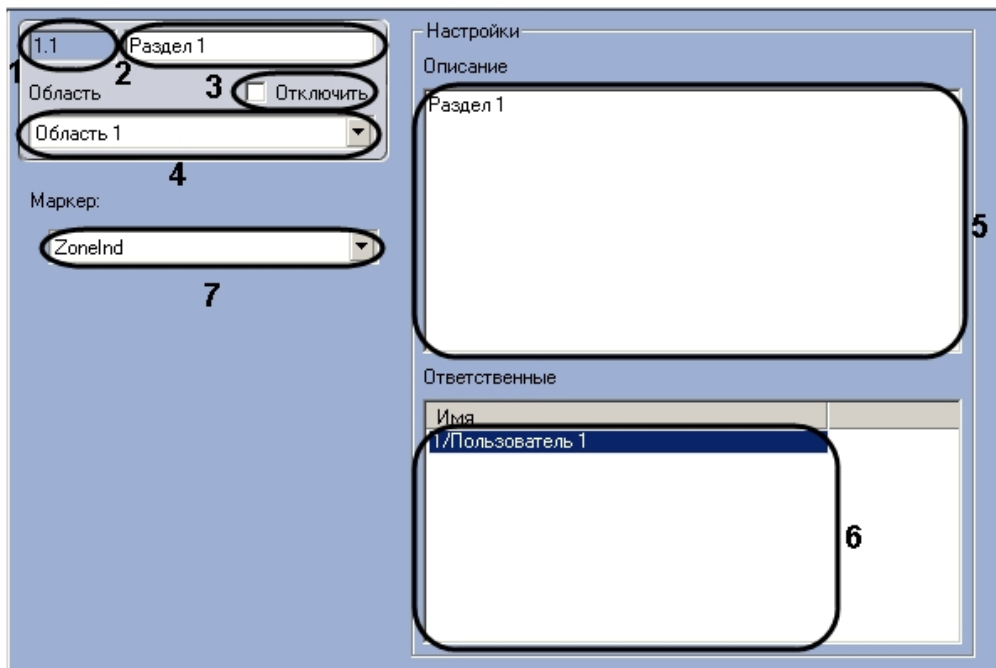 1.1
Раздел 1
1
2
3
Область
Отключить
Область 1
4
Маркер:
ZoneInd
7
Настройки
Описание
Раздел 1
5
Ответственные
Имя
1/Пользователь 1
6